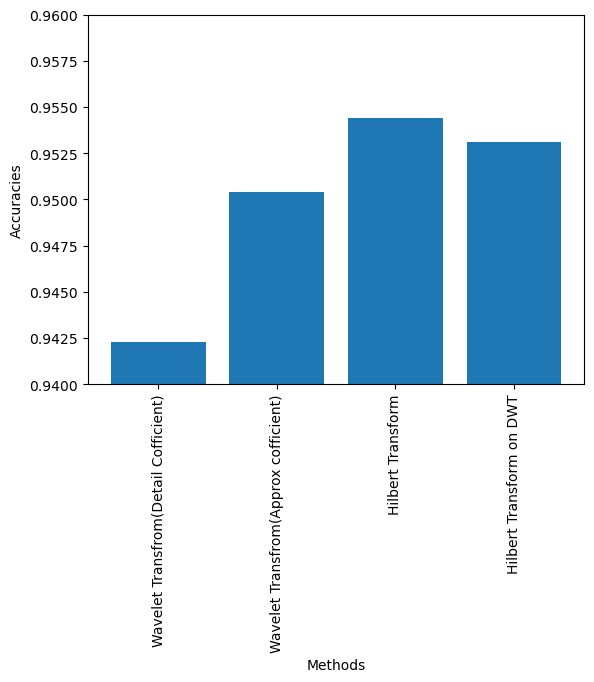 0.9600
0.9575
0.9550
0.9525
0.9500
0.9475
0.9450
0.9425
0.9400
Accuracies
Wavelet Transfrom(Detail Cofficient)
Wavelet Transfrom(Approx cofficient)
Hilbert Transform
Hilbert Transform on DWT
Methods